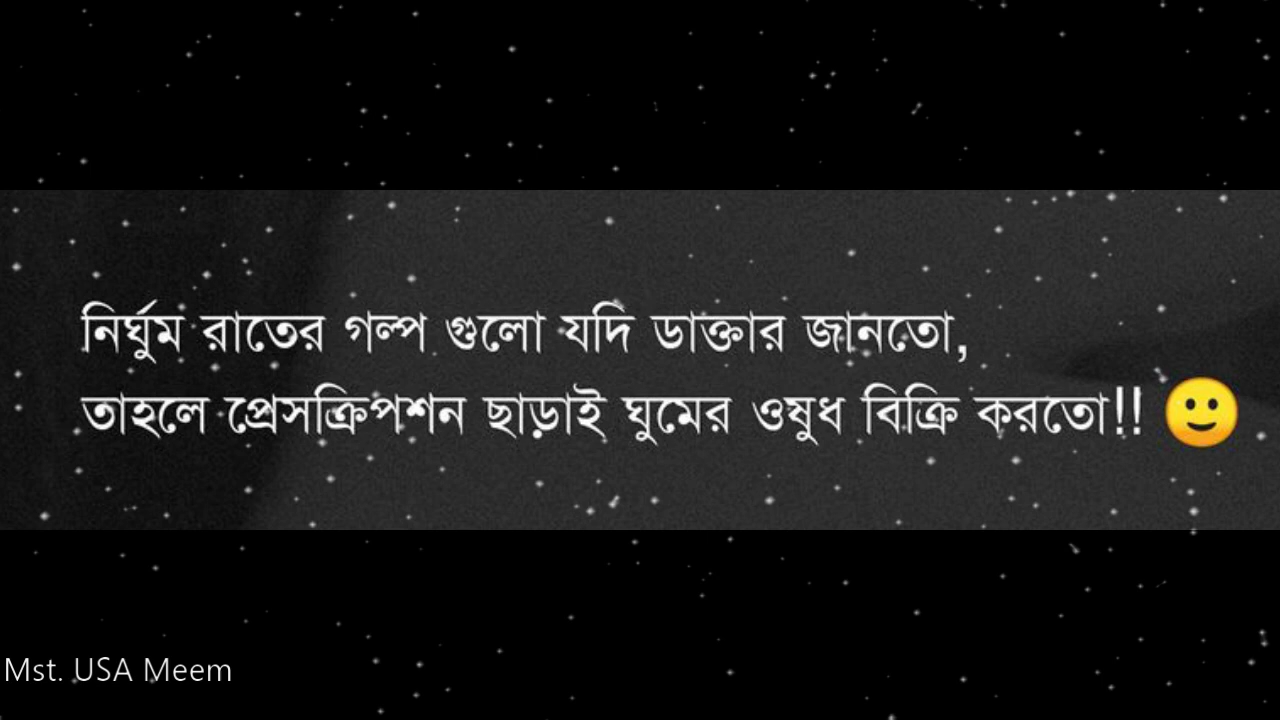 নির্ঘুম রাতের গল্প গুলো যদি ডাক্তার জানতো,
তাহলে প্রেসক্রিপশন ছাড়াই ঘুমের ওষুধ বিক্রি করতো!! 🙂
Mst. USA Meem